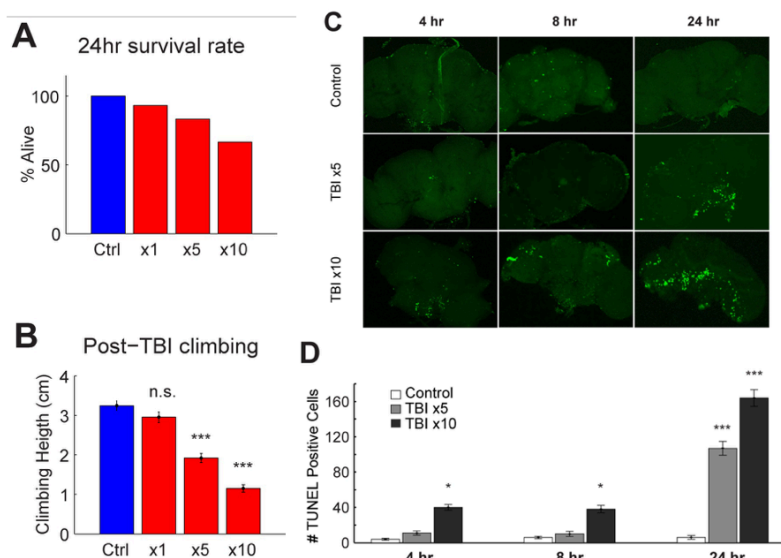 A
24hr survival rate
% Alive
100
50
0
Ctrl x1 x5 x10
B
Post-TBI climbing
Climbing Heigth (cm)
4
3
2
1
0
n.s.
***
***
Ctrl x1 x5 x10
C
4 hr 8 hr 24 hr
Control
TBI x5
TBI x10
D
# TUNEL Positive Cells
160
120
80
40
0
Control
TBI x5
TBI x10
*
*
***
***
4 hr 8 hr 24 hr